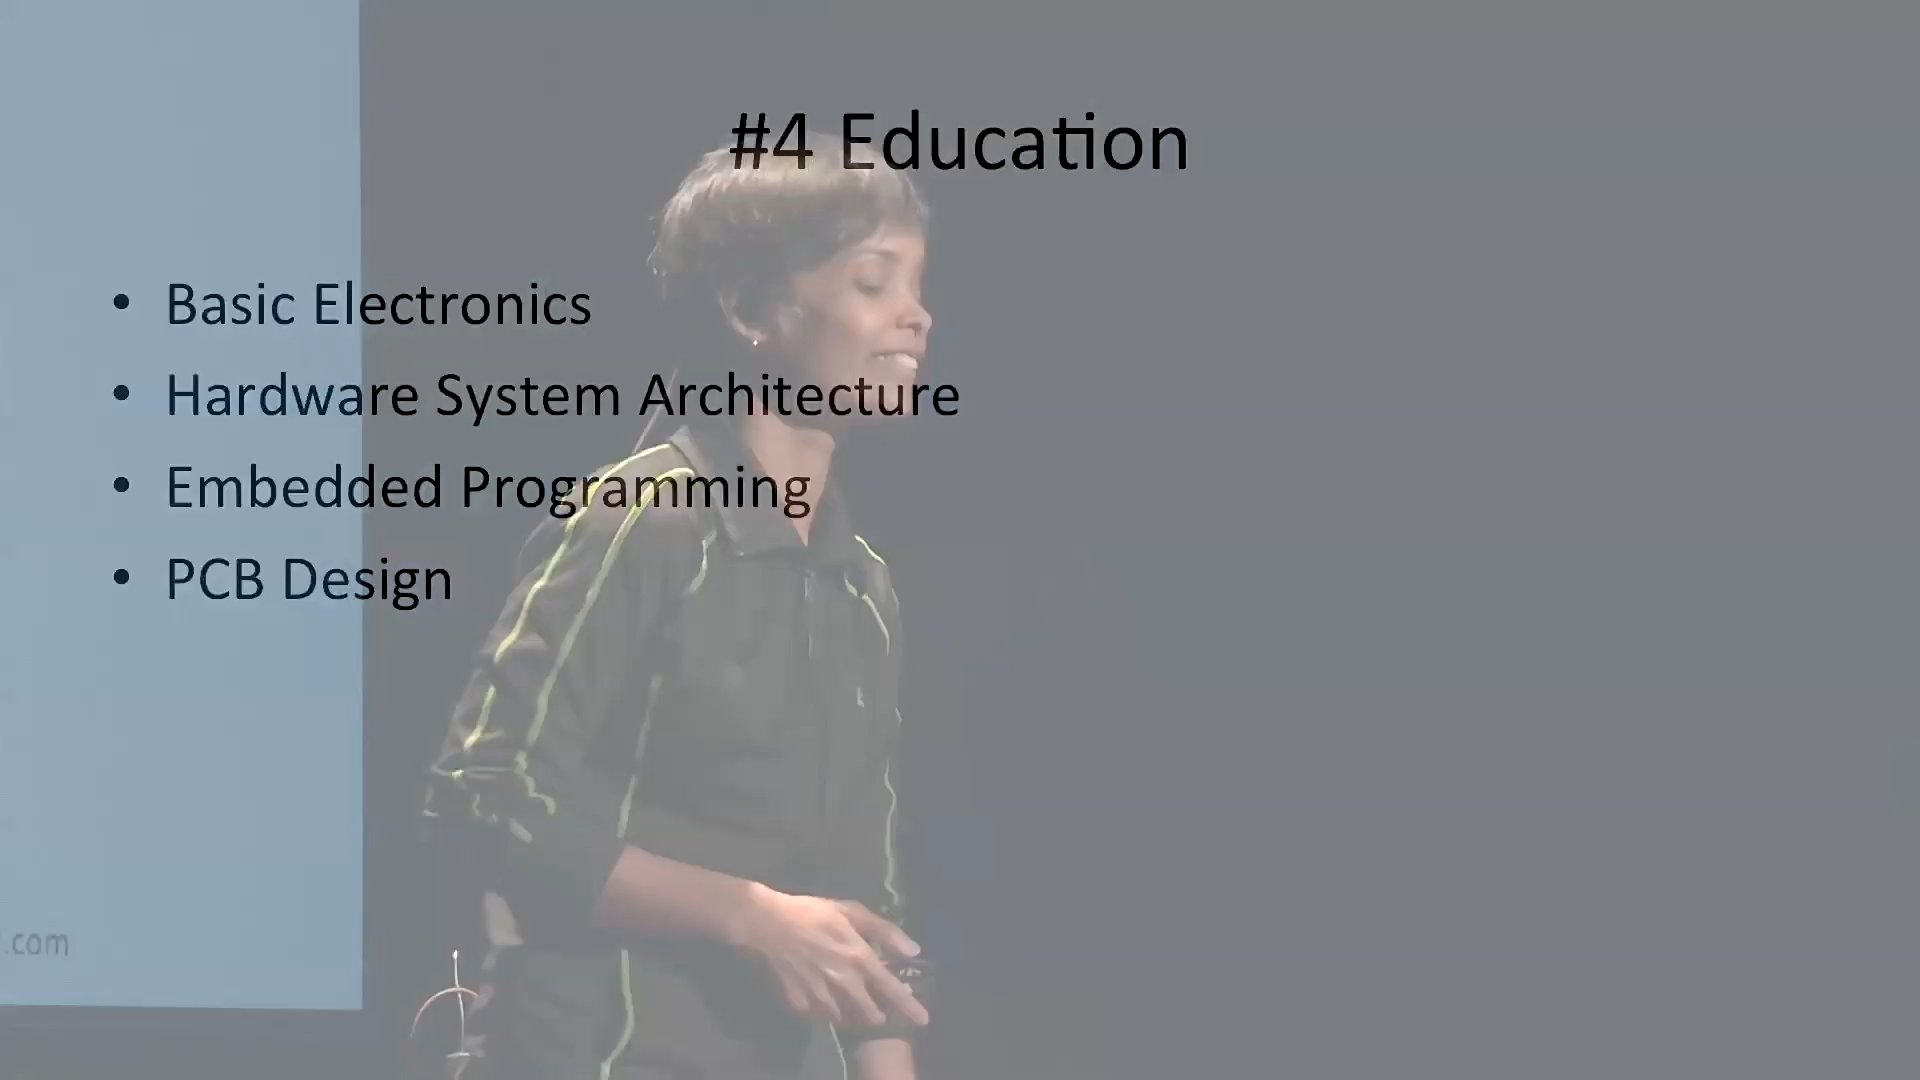 #4 Education
• Basic Electronics
• Hardware System Architecture
• Embedded Programming
• PCB Design
.com